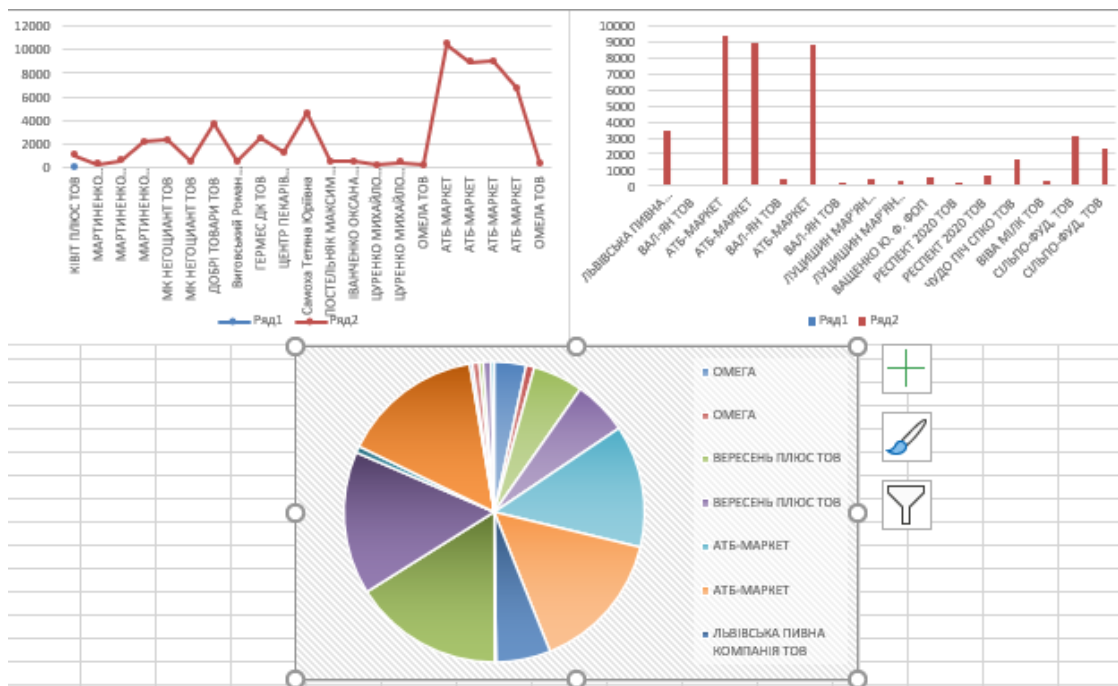 12000
10000
8000
6000
4000
2000
0
КІВІТ ПЛЮС ТОВ
МАРТИНЕНКО...
МАРТИНЕНКО...
МАРТИНЕНКО...
МК НЕГОЦІАНТ ТОВ
МК НЕГОЦІАНТ ТОВ
ДОБРІ ТОВАРИ ТОВ
Виговський Роман...
ГЕРМЕС ДК ТОВ
ЦЕНТР ПЕКАРІВ...
Самоха Тетяна Юріївна
ПОСТЕЛЬНЯК МАКСИМ...
ІВАНЧЕНКО ОКСАНА...
ЦУРЕНКО МИХАЙЛО...
ЦУРЕНКО МИХАЙЛО...
ОМЕЛА ТОВ
АТБ-МАРКЕТ
АТБ-МАРКЕТ
АТБ-МАРКЕТ
АТБ-МАРКЕТ
ОМЕЛА ТОВ
Ряд1 Ряд2
10000
9000
8000
7000
6000
5000
4000
3000
2000
1000
0
ЛЬВІВСЬКА ПИВНА...
ВАЛ-ЯН ТОВ
АТБ-МАРКЕТ
АТБ-МАРКЕТ
ВАЛ-ЯН ТОВ
АТБ-МАРКЕТ
ВАЛ-ЯН ТОВ
ЛУЦИШИН МАР'ЯН...
ЛУЦИШИН МАР'ЯН...
ВАЩЕНКО Ю. Ф. ФОП
РЕСПЕКТ 2020 ТОВ
РЕСПЕКТ 2020 ТОВ
ЧУДО ПІЧ СПКО ТОВ
ВІВА МІЛК ТОВ
СІЛЬПО-ФУД, ТОВ
СІЛЬПО-ФУД, ТОВ
Ряд1 Ряд2
ОМЕГА
ОМЕГА
ВЕРЕСЕНЬ ПЛЮС ТОВ
ВЕРЕСЕНЬ ПЛЮС ТОВ
АТБ-МАРКЕТ
АТБ-МАРКЕТ
ЛЬВІВСЬКА ПИВНА
КОМПАНІЯ ТОВ